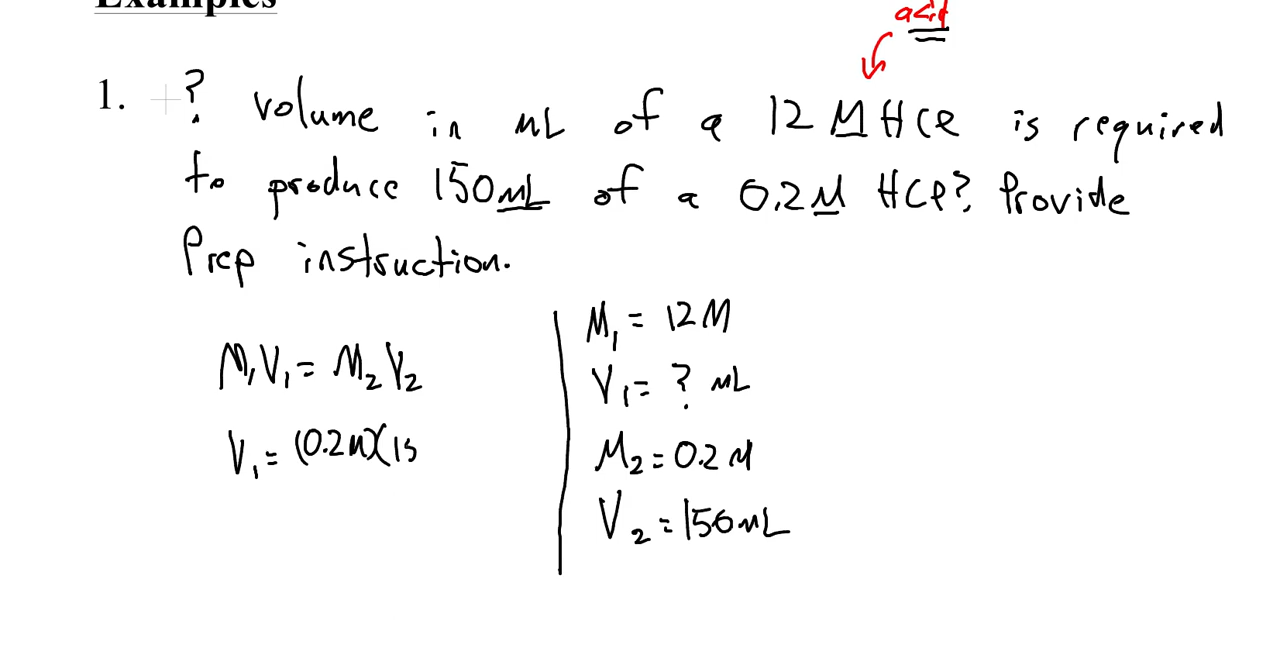 Examples
acid
1. ? volume in mL of a 12 M HCl is required
to produce 150 mL of a 0.2 M HCl? Provide
Prep instruction.
M₁V₁ = M₂V₂
V₁ = (0.2M)(15
M₁ = 12 M
V₁ = ? mL
M₂ = 0.2 M
V₂ = 150 mL